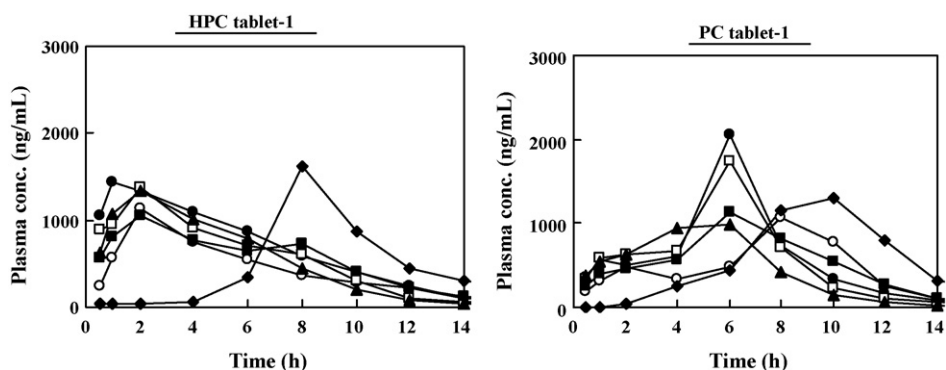 HPC tablet-1
3000
2000
1000
0
Plasma conc. (ng/mL)
0 2 4 6 8 10 12 14
Time (h)
PC tablet-1
3000
2000
1000
0
Plasma conc. (ng/mL)
0 2 4 6 8 10 12 14
Time (h)